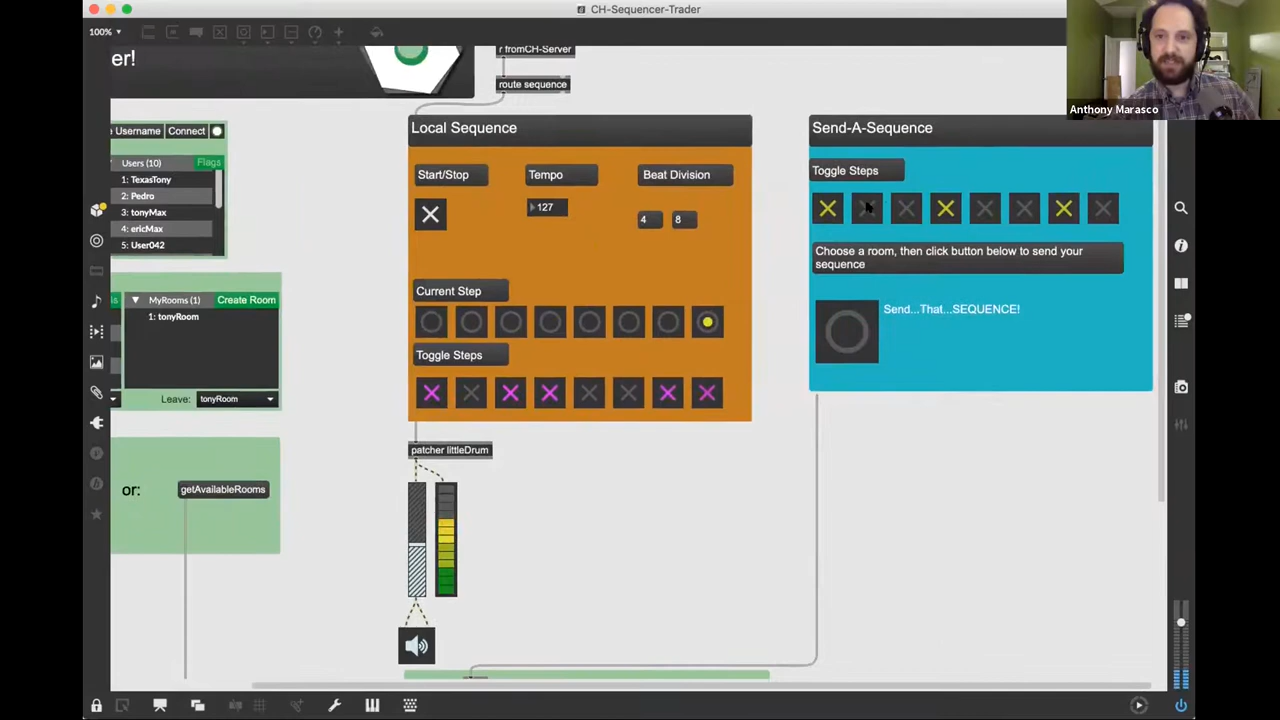 CH-Sequencer-Trader
100%
er!
r fromCH-Server
route sequence
Anthony Marasco
e Username
Connect
Users (10)
Flags
1: TexasTony
2: Pedro
3: tonyMax
4: ericMax
5: User042
MyRooms (1)
Create Room
1: tonyRoom
Leave:
tonyRoom
or:
getAvailableRooms
Local Sequence
Start/Stop
Tempo
Beat Division
127
4
8
Current Step
Toggle Steps
patcher littleDrum
Send-A-Sequence
Toggle Steps
Choose a room, then click button below to send your
sequence
Send...That...SEQUENCE!